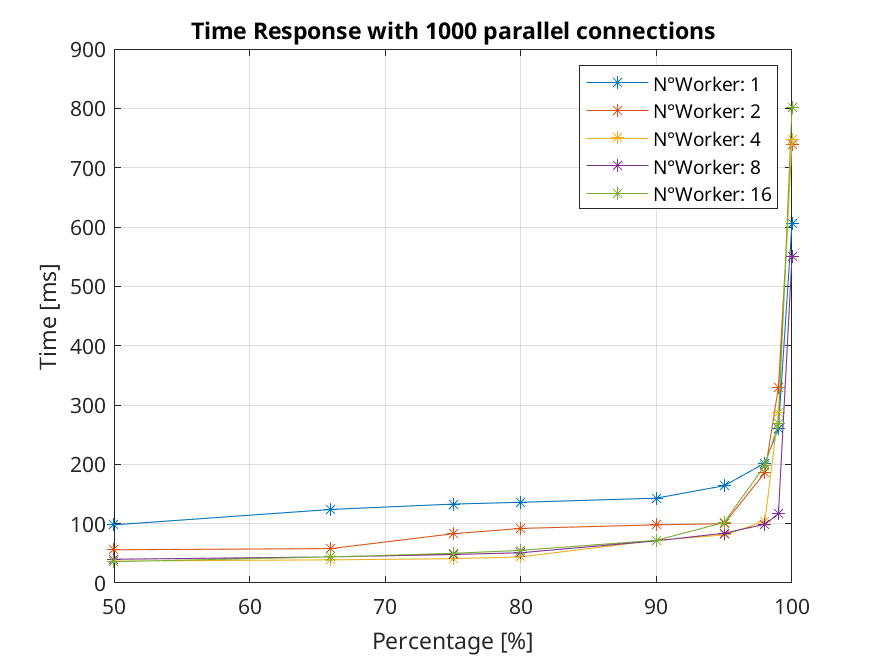 Time Response with 1000 parallel connections
900
800
700
600
500
400
300
200
100
0
Time [ms]
N°Worker: 1
N°Worker: 2
N°Worker: 4
N°Worker: 8
N°Worker: 16
50 60 70 80 90 100
Percentage [%]